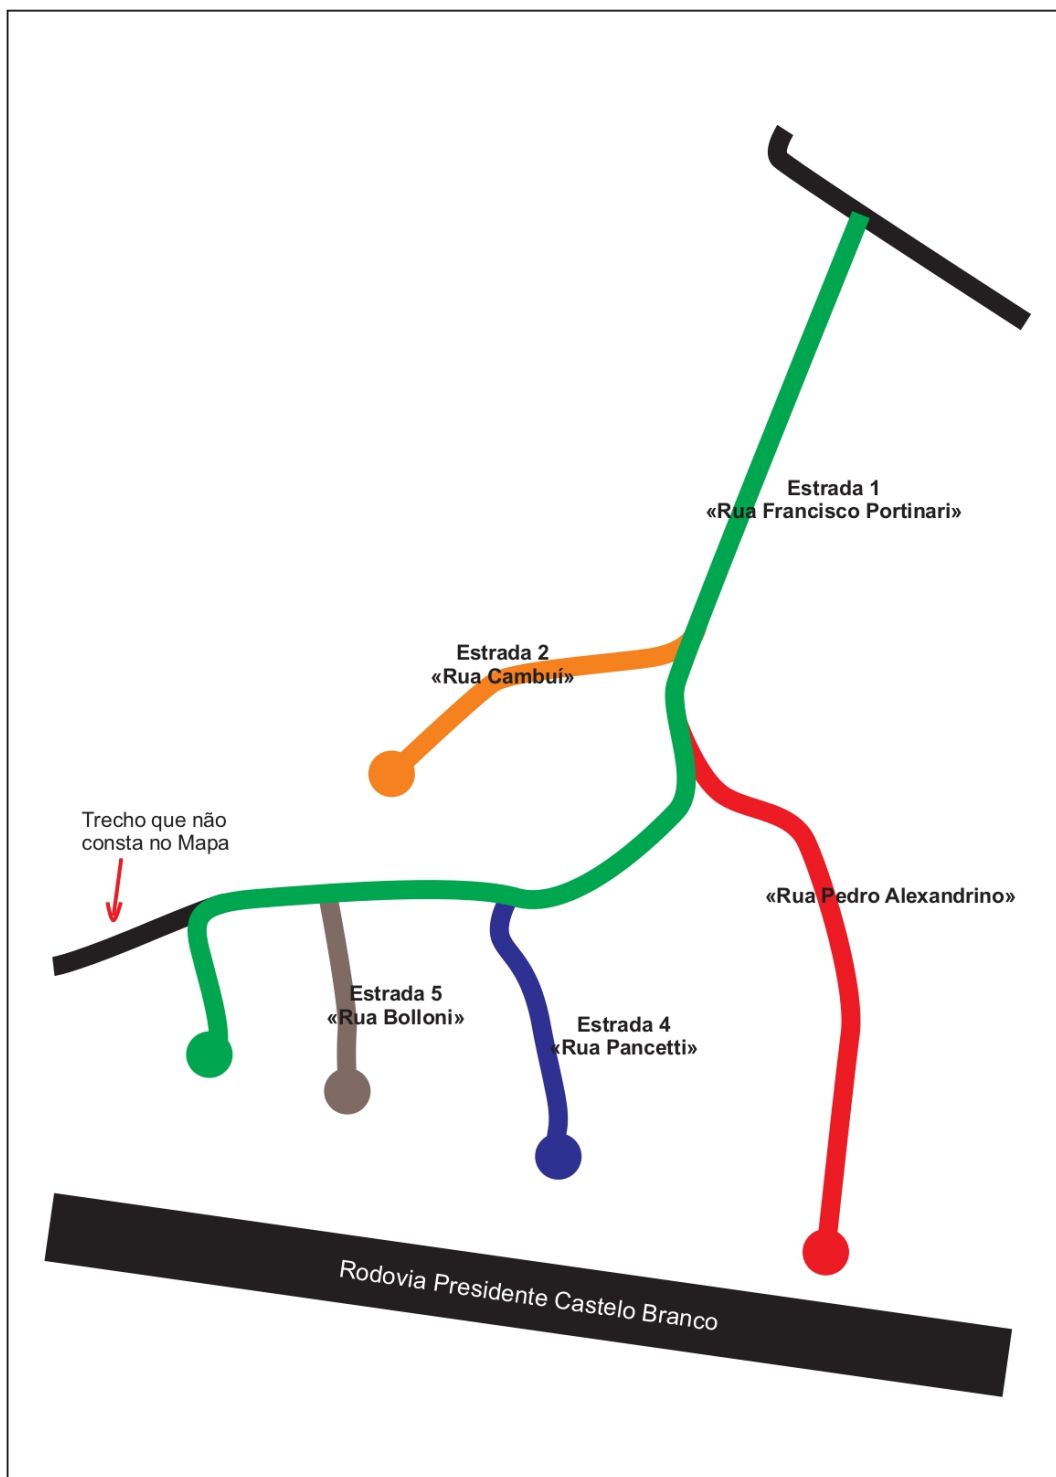 Estrada 1
«Rua Francisco Portinari»
Estrada 2
«Rua Cambuí»
Trecho que não
consta no Mapa
«Rua Pedro Alexandrino»
Estrada 5
«Rua Bolloni»
Estrada 4
«Rua Pancetti»
Rodovia Presidente Castelo Branco